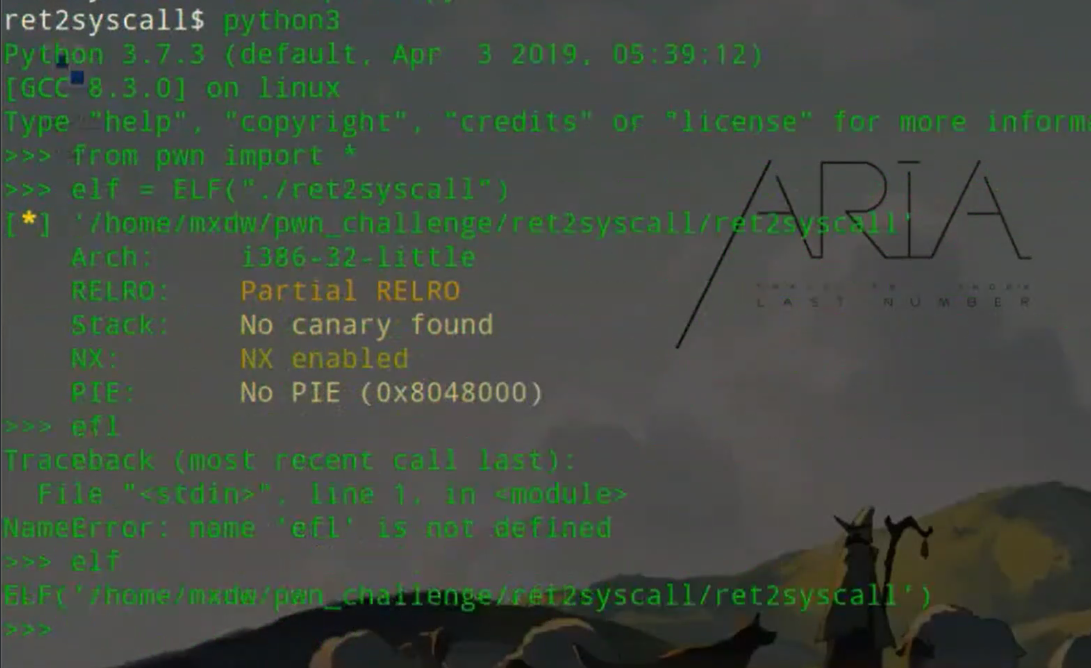 ret2syscall$ python3
Python 3.7.3 (default, Apr  3 2019, 05:39:12)
[GCC 8.3.0] on linux
Type "help", "copyright", "credits" or "license" for more inform
>>> from pwn import *
>>> elf = ELF("./ret2syscall")
[*] '/home/mxdw/pwn_challenge/ret2syscall/ret2syscall'
    Arch:     i386-32-little
    RELRO:    Partial RELRO
    Stack:    No canary found
    NX:       NX enabled
    PIE:      No PIE (0x8048000)
>>> efl
Traceback (most recent call last):
  File "<stdin>", line 1, in <module>
NameError: name 'efl' is not defined
>>> elf
ELF('/home/mxdw/pwn_challenge/ret2syscall/ret2syscall')
>>>
ARIA
LAST NUMBER